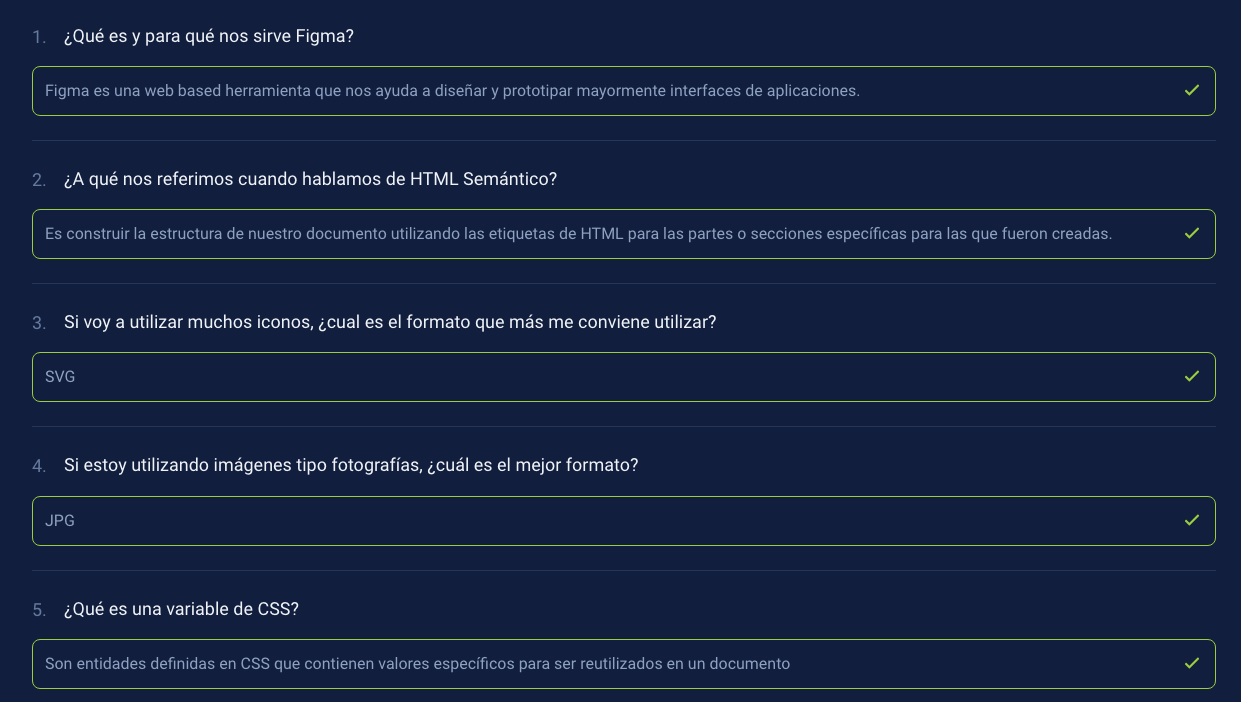 1. ¿Qué es y para qué nos sirve Figma?
Figma es una web based herramienta que nos ayuda a diseñar y prototipar mayormente interfaces de aplicaciones.
2. ¿A qué nos referimos cuando hablamos de HTML Semántico?
Es construir la estructura de nuestro documento utilizando las etiquetas de HTML para las partes o secciones específicas para las que fueron creadas.
3. Si voy a utilizar muchos iconos, ¿cual es el formato que más me conviene utilizar?
SVG
4. Si estoy utilizando imágenes tipo fotografías, ¿cuál es el mejor formato?
JPG
5. ¿Qué es una variable de CSS?
Son entidades definidas en CSS que contienen valores específicos para ser reutilizados en un documento